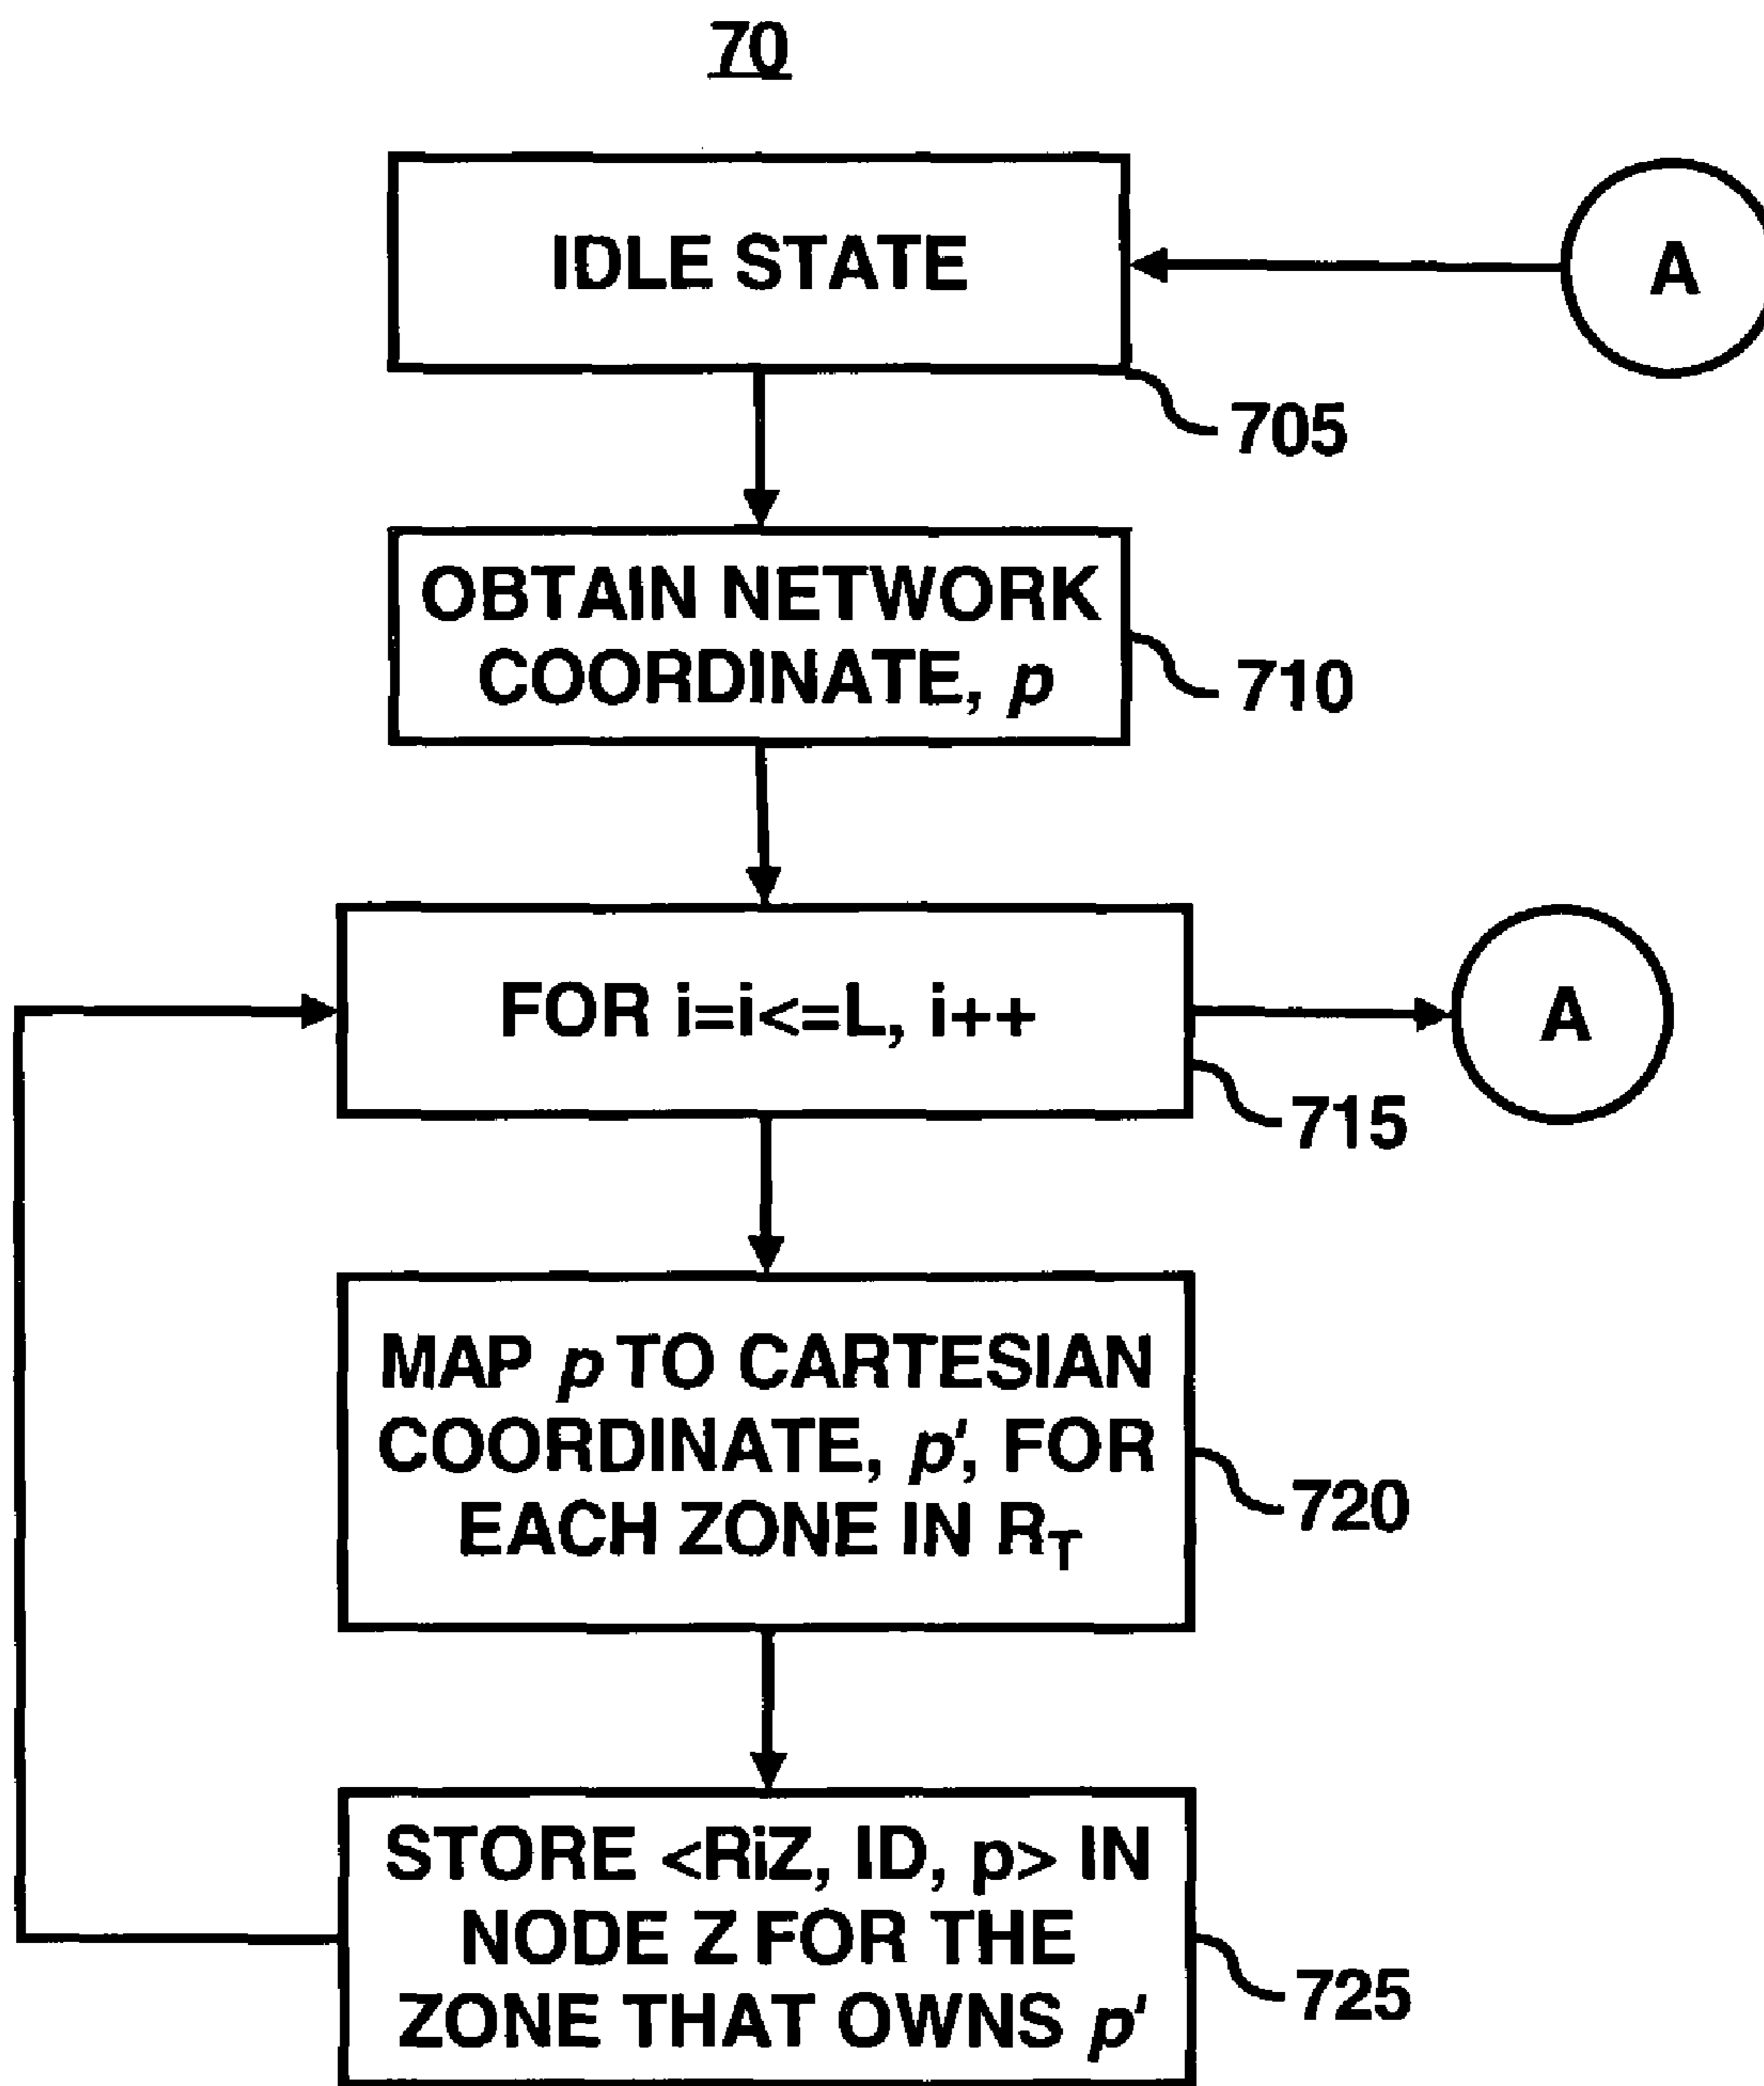 70
IDLE STATE
A
705
OBTAIN NETWORK
COORDINATE, p
710
FOR i=i<=L, i++
A
715
MAP p TO CARTESIAN
COORDINATE, p', FOR
EACH ZONE IN RT
720
STORE <RiZ, ID, p> IN
NODE Z FOR THE
ZONE THAT OWNS p'
725